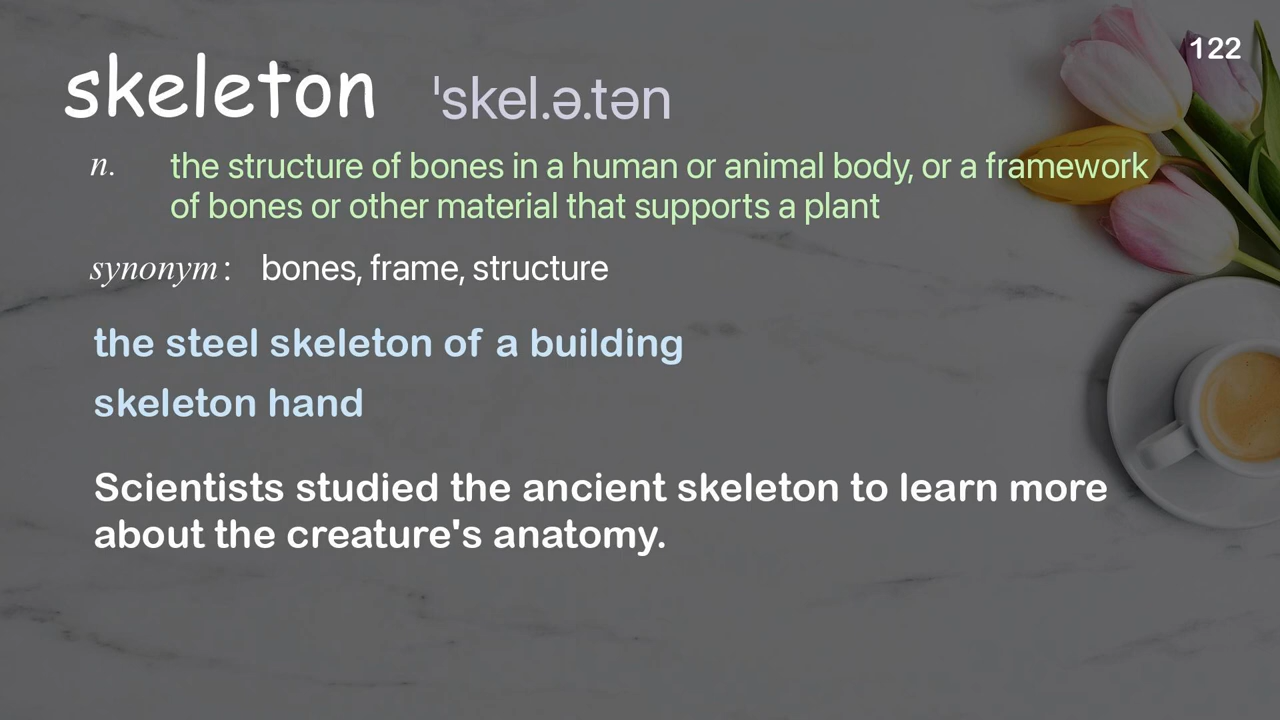 122
skeleton ˈskel.ə.tən
n. the structure of bones in a human or animal body, or a framework
of bones or other material that supports a plant
synonym: bones, frame, structure
the steel skeleton of a building
skeleton hand
Scientists studied the ancient skeleton to learn more
about the creature's anatomy.